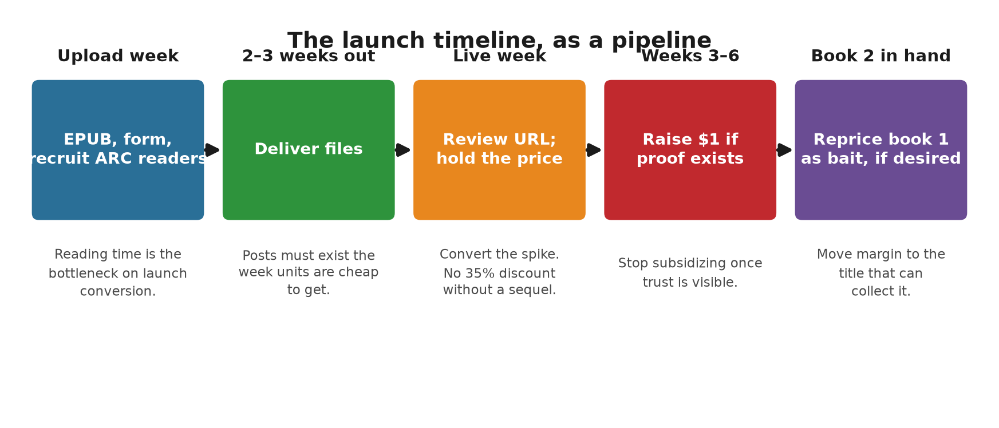 The launch timeline, as a pipeline
Upload week
EPUB, form,
recruit ARC readers
Reading time is the
bottleneck on launch
conversion.
2–3 weeks out
Deliver files
Posts must exist the
week units are cheap
to get.
Live week
Review URL;
hold the price
Convert the spike.
No 35% discount
without a sequel.
Weeks 3–6
Raise $1 if
proof exists
Stop subsidizing once
trust is visible.
Book 2 in hand
Reprice book 1
as bait, if desired
Move margin to the
title that can
collect it.